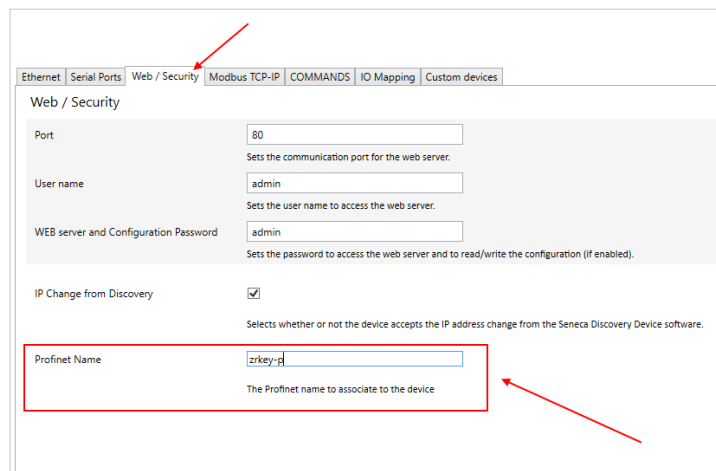 Ethernet Serial Ports Web / Security Modbus TCP-IP COMMANDS IO Mapping Custom devices
Web / Security
Port 80
Sets the communication port for the web server.
User name admin
Sets the user name to access the web server.
WEB server and Configuration Password admin
Sets the password to access the web server and to read/write the configuration (if enabled).
IP Change from Discovery
Selects whether or not the device accepts the IP address change from the Seneca Discovery Device software.
Profinet Name zrkey-p
The Profinet name to associate to the device